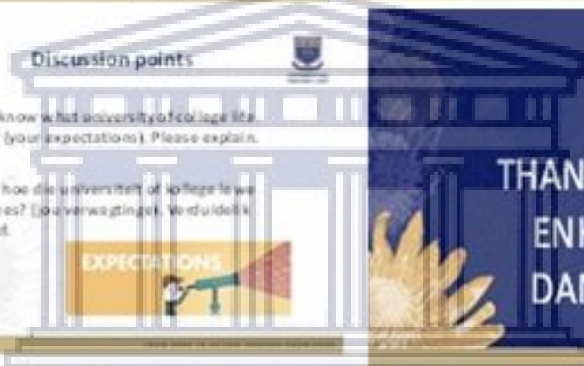 Discussion points
know what university of college life
(your expectations). Please explain.
hoe die universiteit of kollege lewe
es? (jou verwagtinge). Verduidelik
EXPECTATIONS
THAN
ENK
DAN